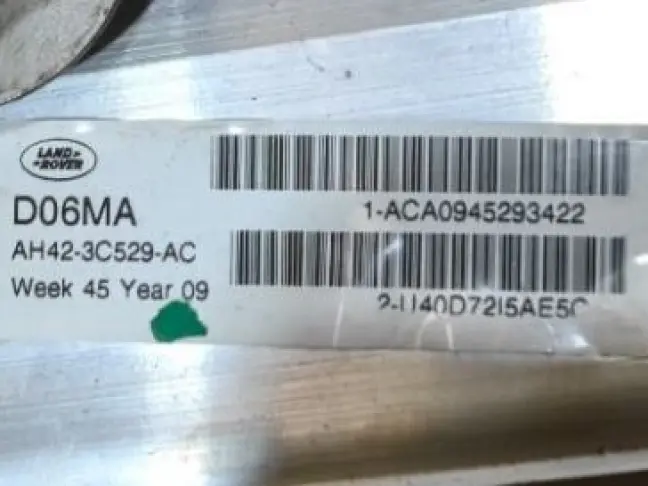 LAND-
-ROVER
1-ACA0945293422
D06MA
AH42-3C529-AC
Week 45 Year 09